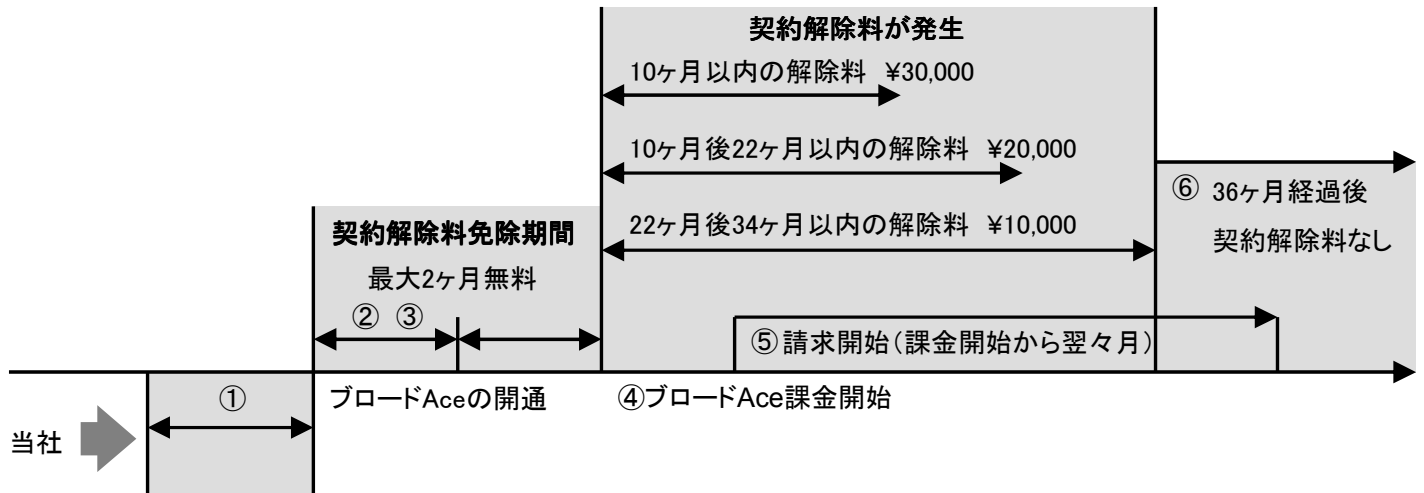 契約解除料が発生
10ヶ月以内の解除料 ¥30,000
10ヶ月後22ヶ月以内の解除料 ¥20,000
⑥ 36ヶ月経過後
契約解除料なし
契約解除料免除期間
22ヶ月後34ヶ月以内の解除料 ¥10,000
最大2ヶ月無料
② ③
⑤請求開始(課金開始から翌々月)
①
ブロードAceの開通
④ブロードAce課金開始
当社